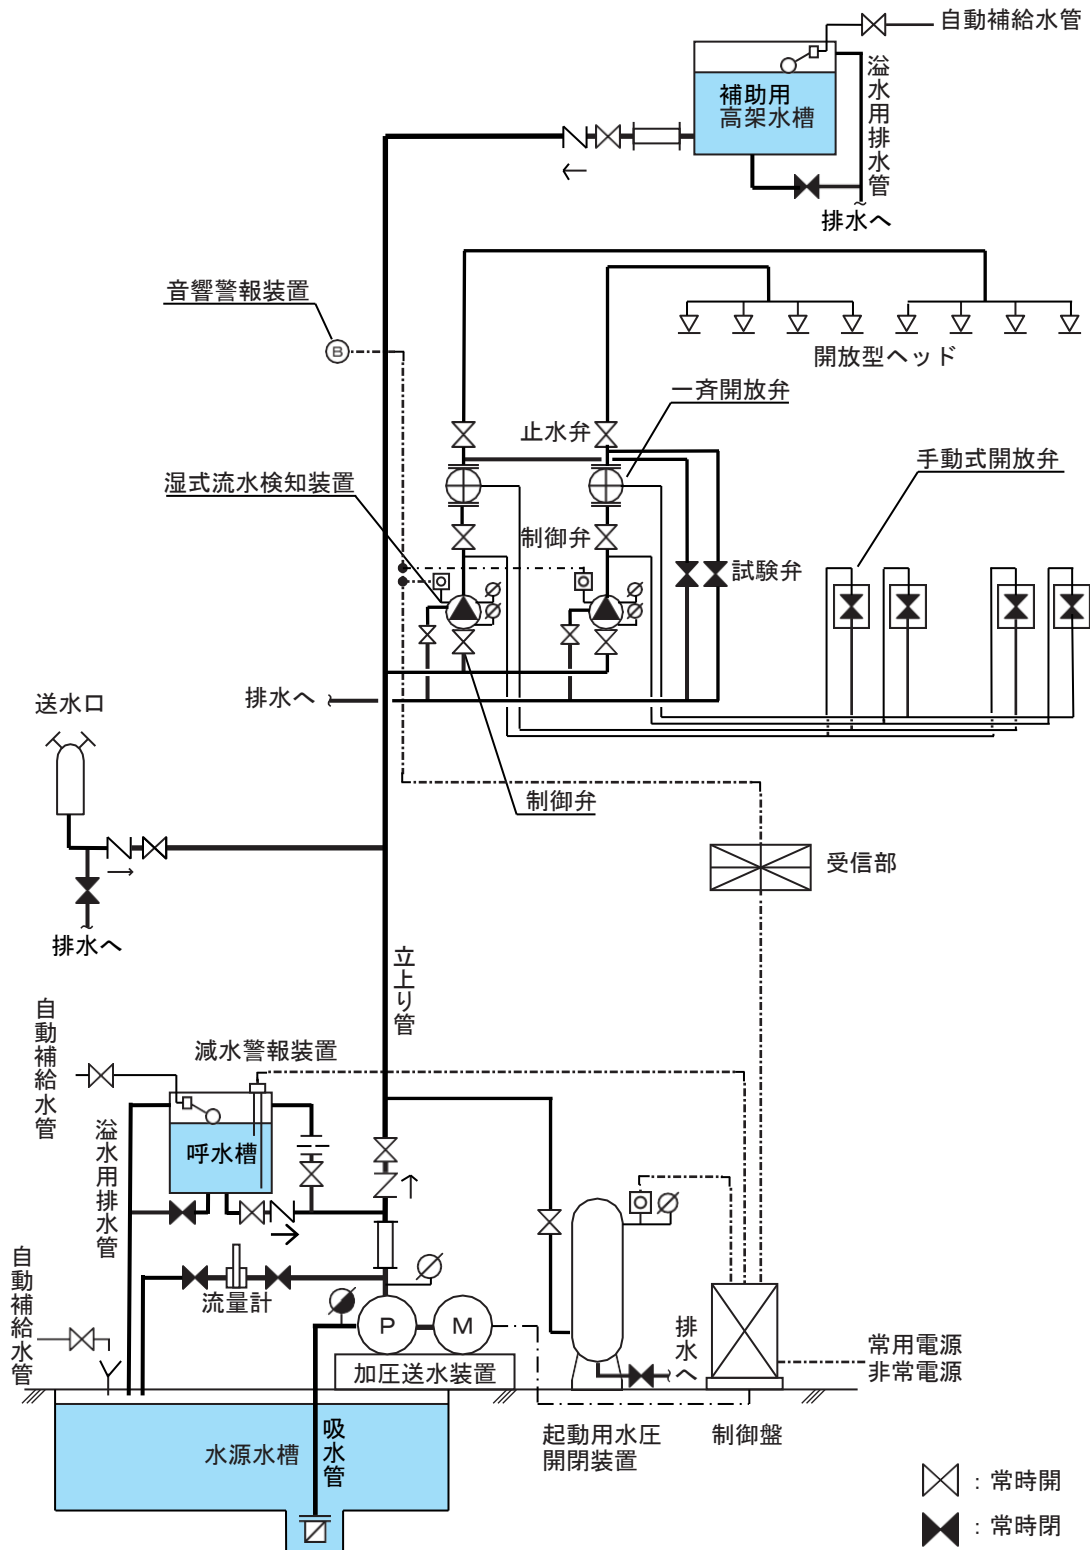 自動補給水管
補助用
高架水槽
溢水用排水管
排水へ
音響警報装置
B
開放型ヘッド
一斉開放弁
止水弁
手動式開放弁
湿式流水検知装置
制御弁
試験弁
排水へ
送水口
制御弁
受信部
排水へ
立上り管
自動補給水管
減水警報装置
呼水槽
溢水用排水管
自動補給水管
流量計
P
M
加圧送水装置
排水へ
常用電源
非常電源
水源水槽
吸水管
起動用水圧
開閉装置
制御盤
：常時開
：常時閉